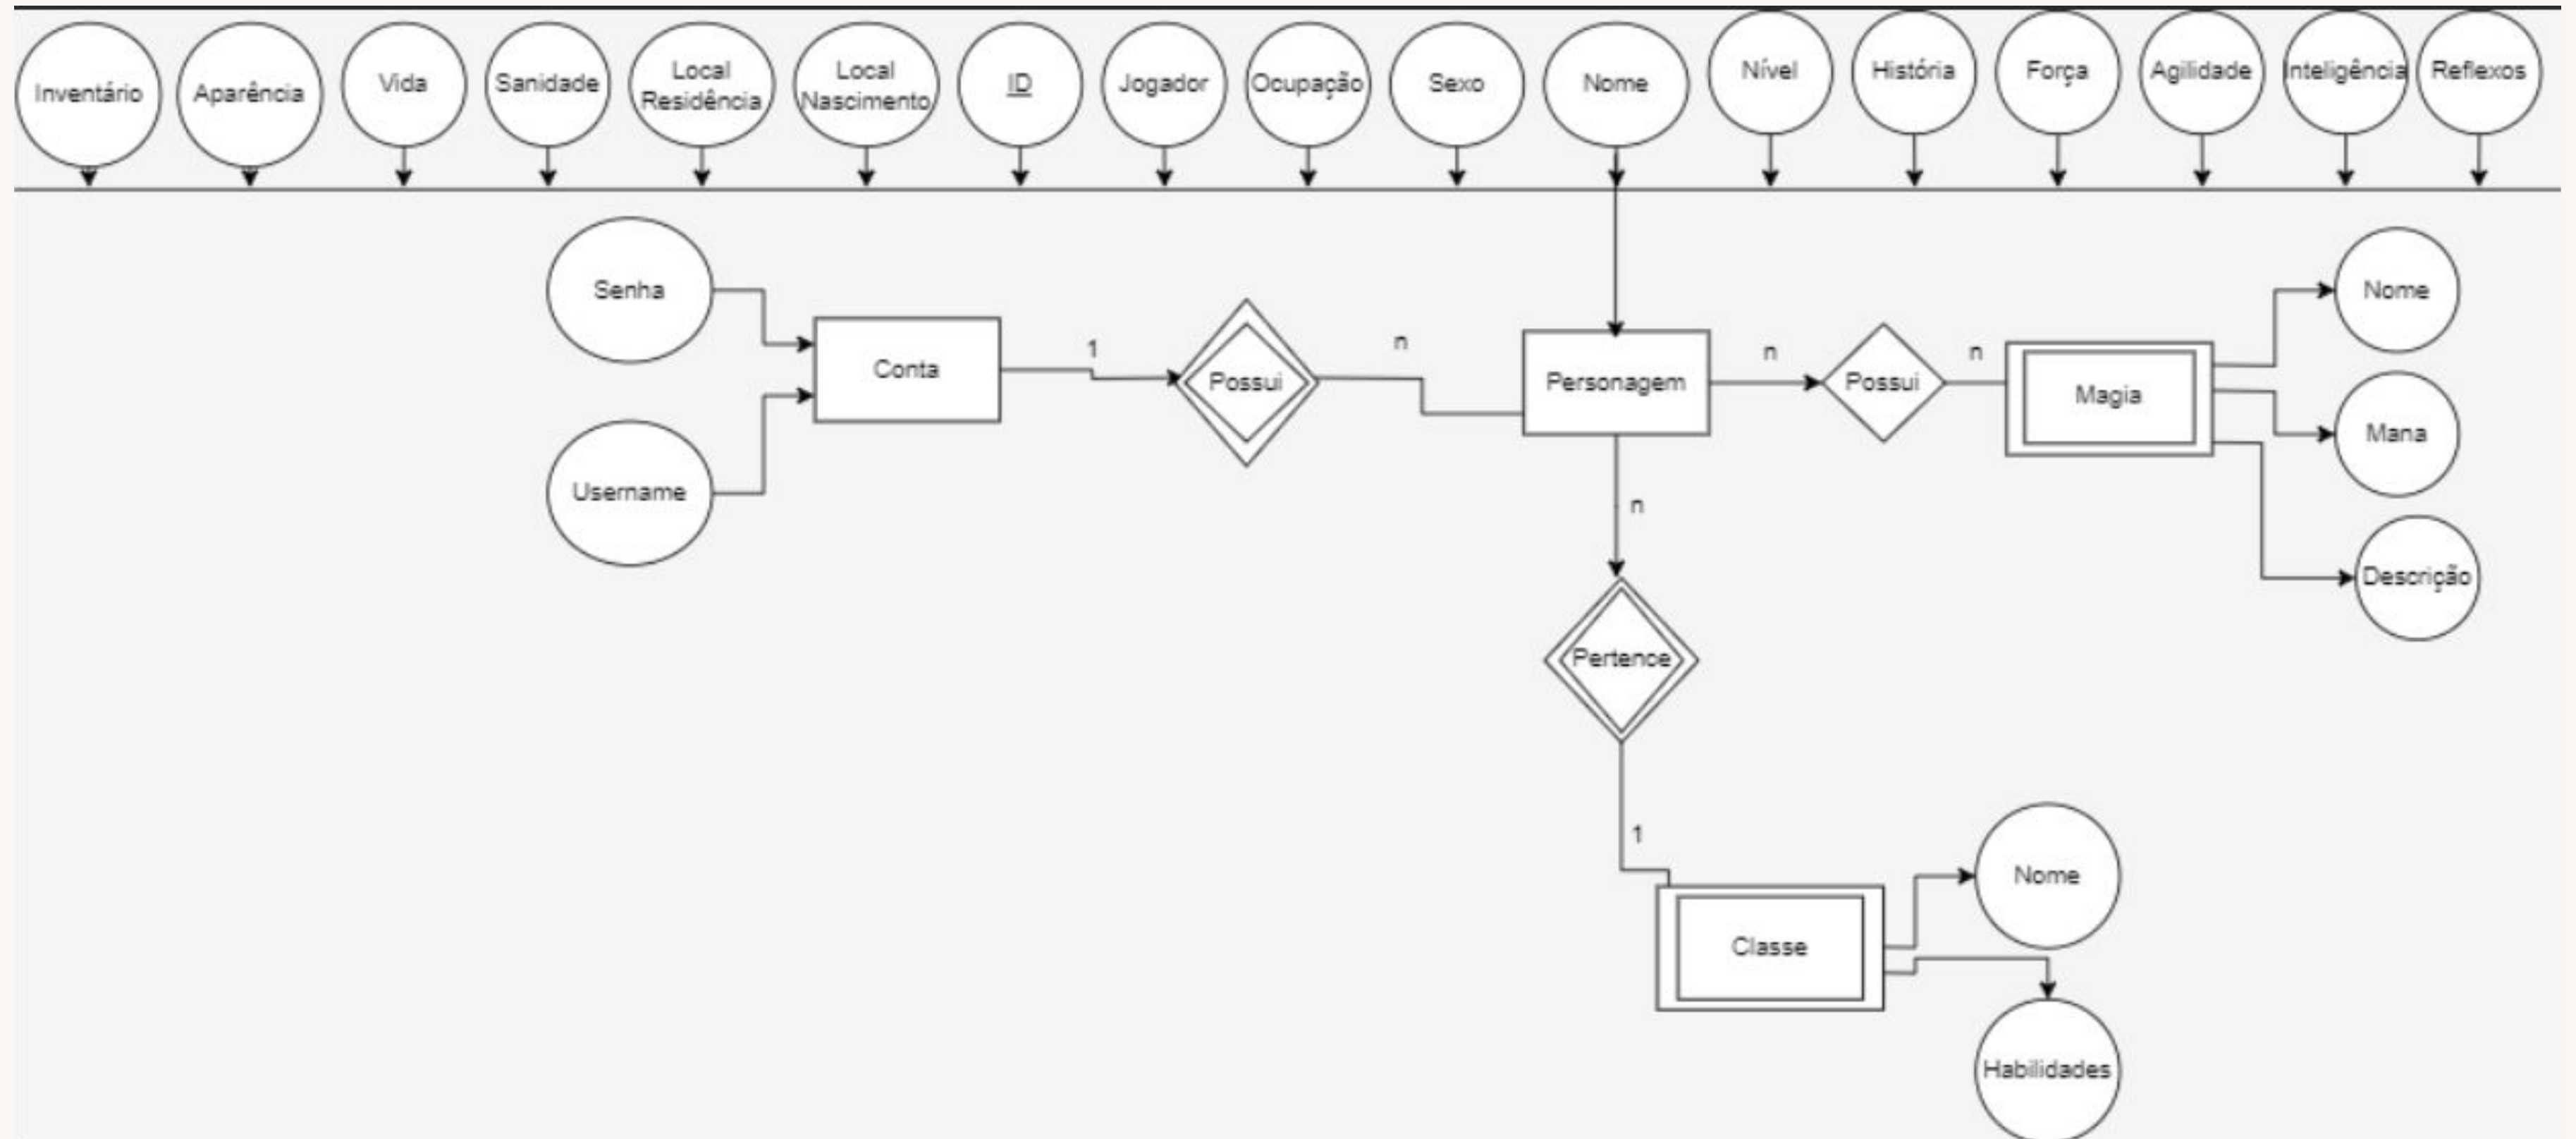 Inventário
Aparência
Vida
Sanidade
Local
Residência
Local
Nascimento
ID
Jogador
Ocupação
Sexo
Nome
Nível
História
Força
Agilidade
Inteligência
Reflexos
Senha
Username
Conta
1
Possui
n
Personagem
n
Possui
n
Magia
Nome
Mana
Descrição
n
Pertence
1
Classe
Nome
Habilidades